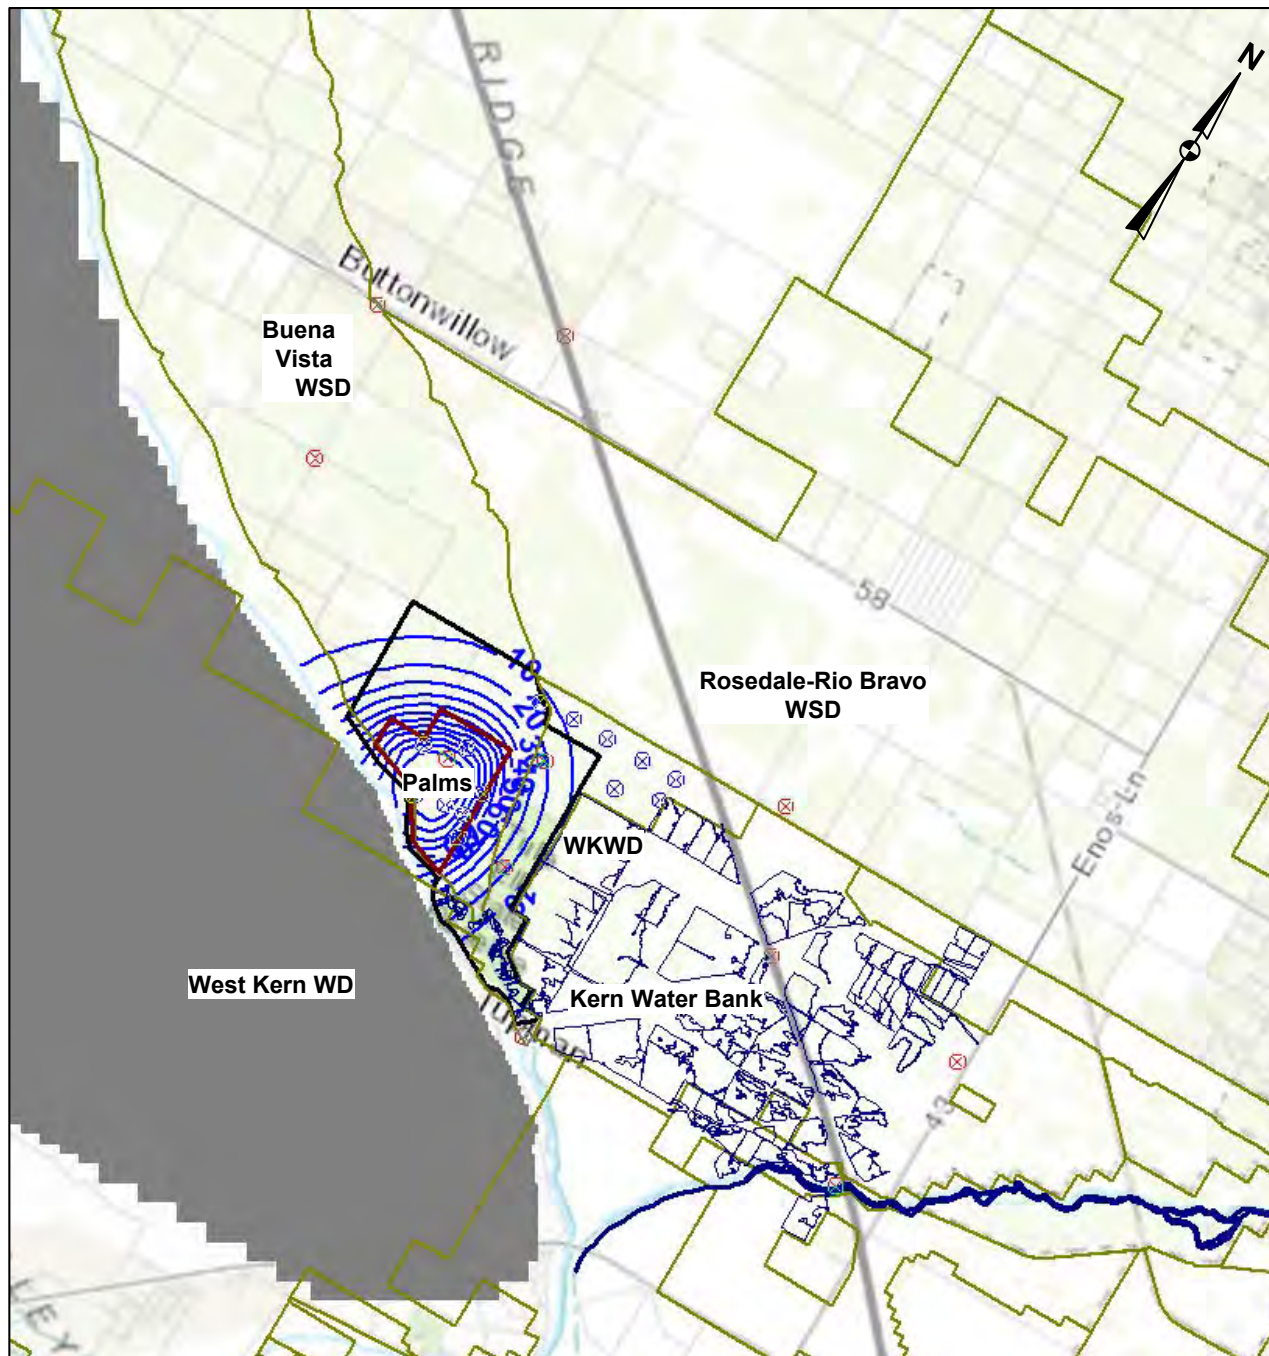 RIDGE
N
Buttonwillow
Buena
Vista
WSD
58
10
20
Rosedale-Rio Bravo
WSD
Palms
Enos Ln
WKWD
West Kern WD
Kern Water Bank
43
LEY